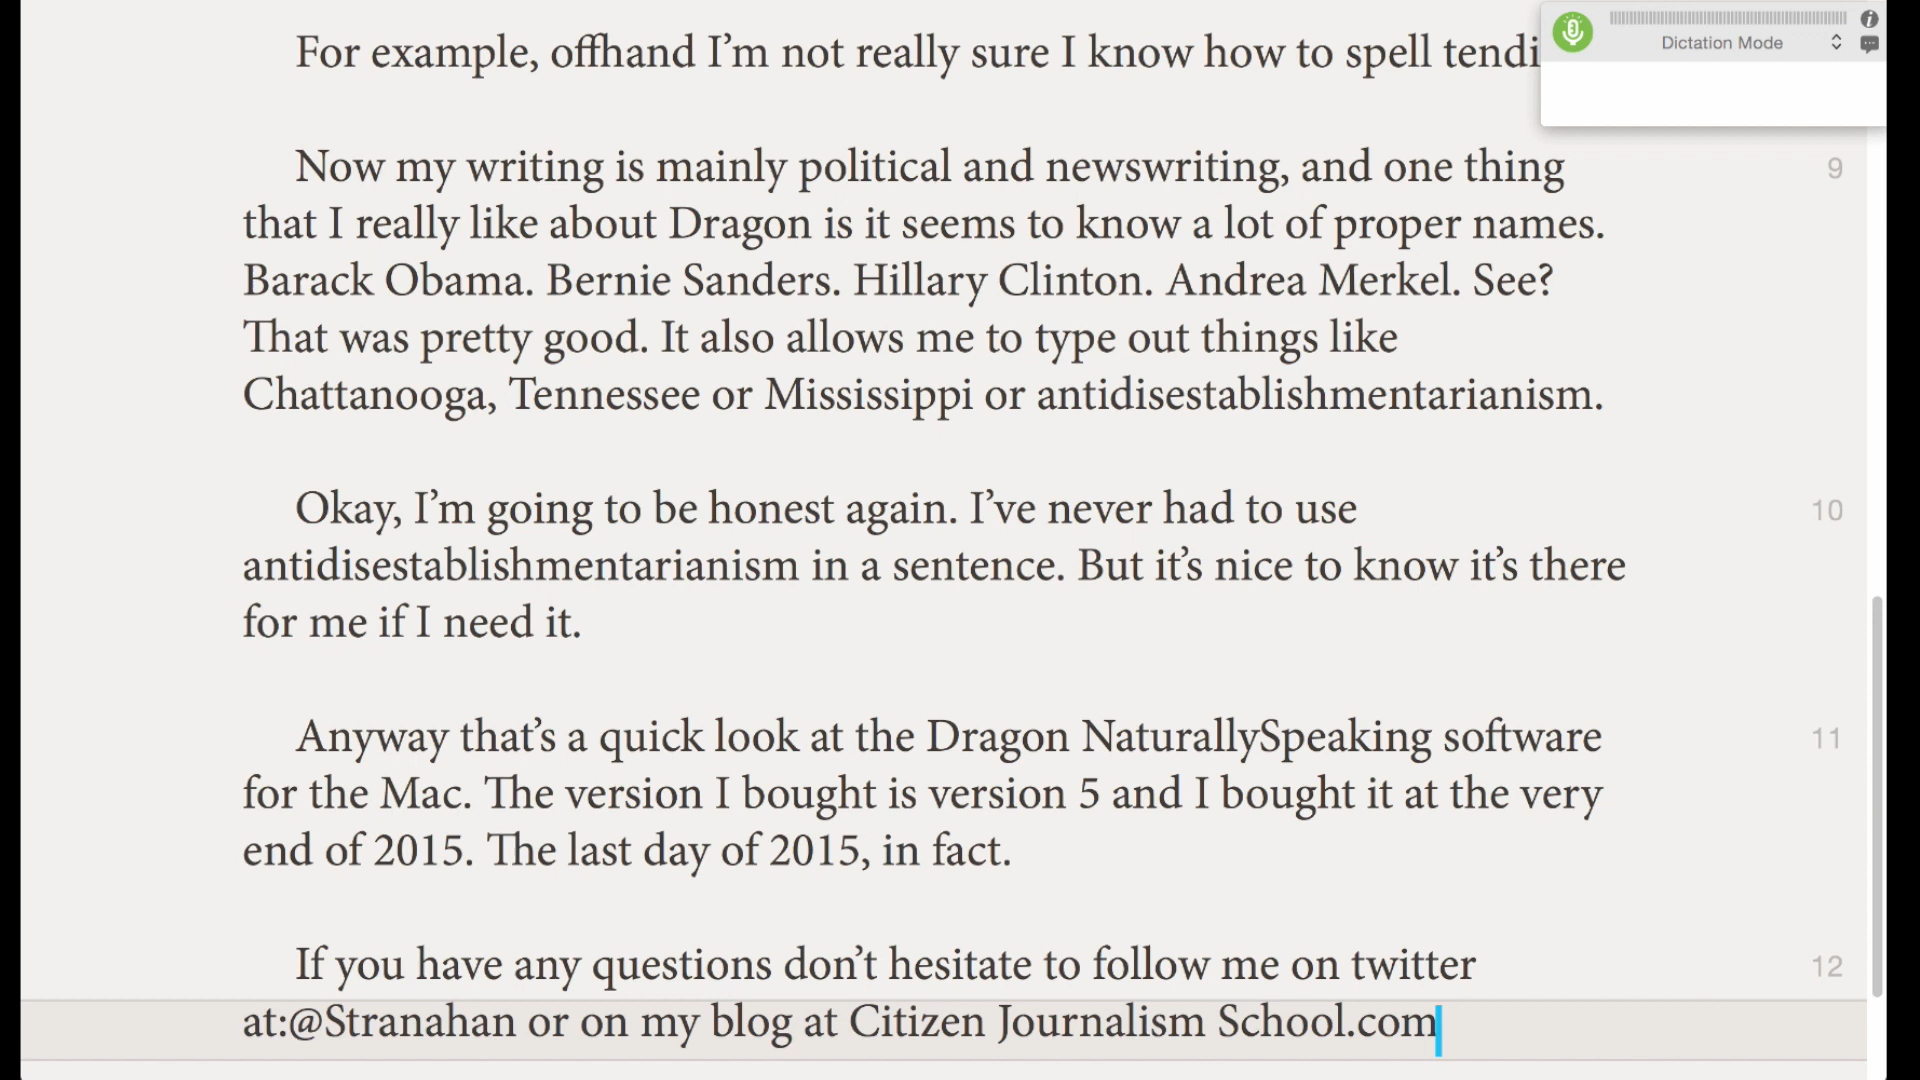 For example, offhand I'm not really sure I know how to spell
Dictation Mode
Now my writing is mainly political and newswriting, and one thing
9
that I really like about Dragon is it seems to know a lot of proper names.
Barack Obama. Bernie Sanders. Hillary Clinton. Andrea Merkel. See?
That was pretty good. It also allows me to type out things like
Chattanooga, Tennessee or Mississippi or antidisestablishmentarianism.
Okay, I'm going to be honest again. I've never had to use
10
antidisestablishmentarianism in a sentence. But it's nice to know it's there
for me if I need it.
Anyway that's a quick look at the Dragon NaturallySpeaking software
11
for the Mac. The version I bought is version 5 and I bought it at the very
end of 2015. The last day of 2015, in fact.
If you have any questions don't hesitate to follow me on twitter
12
at:@Stranahan or on my blog at Citizen Journalism School.com